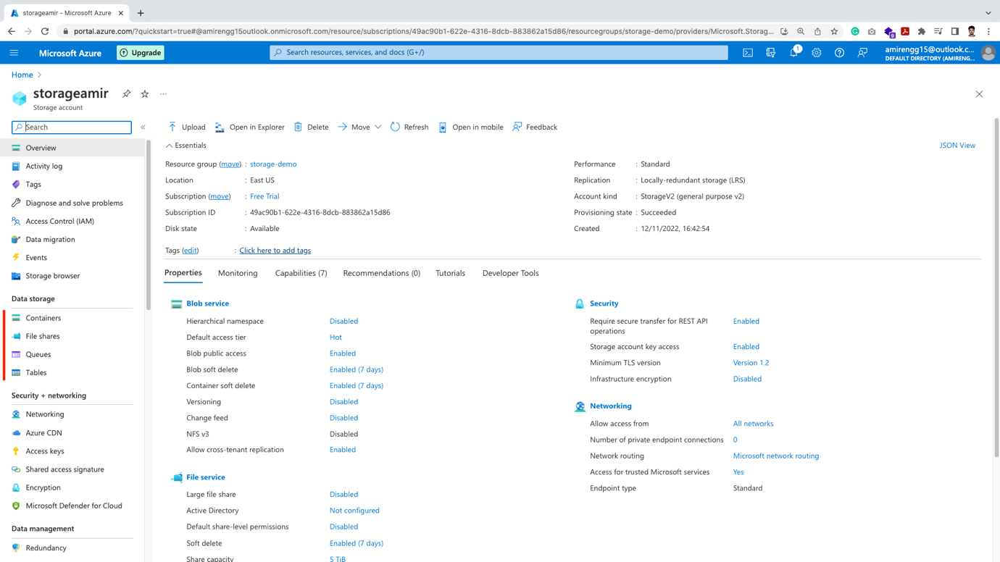 storageamir - Microsoft Azure
portal.azure.com/?quickstart=true#@amirengg15outlook.onmicrosoft.com/resource/subscriptions/49ac90b1-622e-4316-8dcb-883862a15d86/resourcegroups/storage-demo/providers/Microsoft.Storag...
Microsoft Azure
Upgrade
Search resources, services, and docs (G+/)
1
amirengg15@outlook.c...
DEFAULT DIRECTORY (AMIRENG...
Home
storageamir
Storage account
Search
Overview
Activity log
Tags
Diagnose and solve problems
Access Control (IAM)
Data migration
Events
Storage browser
Data storage
Containers
File shares
Queues
Tables
Security + networking
Networking
Azure CDN
Access keys
Shared access signature
Encryption
Microsoft Defender for Cloud
Data management
Redundancy
Upload
Open in Explorer
Delete
Move
Refresh
Open in mobile
Feedback
Essentials
JSON View
Resource group (move) : storage-demo
Location : East US
Subscription (move) : Free Trial
Subscription ID : 49ac90b1-622e-4316-8dcb-883862a15d86
Disk state : Available
Performance : Standard
Replication : Locally-redundant storage (LRS)
Account kind : StorageV2 (general purpose v2)
Provisioning state : Succeeded
Created : 12/11/2022, 16:42:54
Tags (edit) : Click here to add tags
Properties
Monitoring
Capabilities (7)
Recommendations (0)
Tutorials
Developer Tools
Blob service
Hierarchical namespace Disabled
Default access tier Hot
Blob public access Enabled
Blob soft delete Enabled (7 days)
Container soft delete Enabled (7 days)
Versioning Disabled
Change feed Disabled
NFS v3 Disabled
Allow cross-tenant replication Enabled
File service
Large file share Disabled
Active Directory Not configured
Default share-level permissions Disabled
Soft delete Enabled (7 days)
Share capacity 5 TiB
Security
Require secure transfer for REST API Enabled
operations
Storage account key access Enabled
Minimum TLS version Version 1.2
Infrastructure encryption Disabled
Networking
Allow access from All networks
Number of private endpoint connections 0
Network routing Microsoft network routing
Access for trusted Microsoft services Yes
Endpoint type Standard